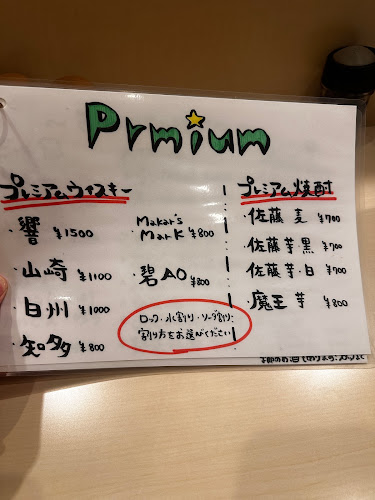 Prmium
プレミアムウィスキー
・響 ¥1500
・山崎 ¥1100
・白州 ¥1000
・知多 ¥800
Makar's
・Mark ¥800
・碧AO ¥800
ロック・水割り・ソーダ割り
割り方をお選びください
プレミアム焼酎
・佐藤 麦 ¥700
・佐藤 芋 黒 ¥700
・佐藤 芋・白 ¥700
・魔王 芋 ¥800